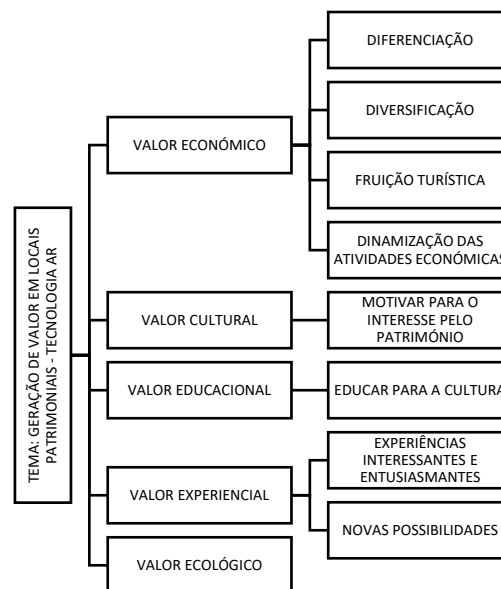 TEMA: GERAÇÃO DE VALOR EM LOCAIS
PATRIMONIAIS - TECNOLOGIA AR
VALOR ECONÓMICO
DIFERENCIAÇÃO
DIVERSIFICAÇÃO
FRUIÇÃO TURÍSTICA
DINAMIZAÇÃO DAS
ATIVIDADES ECONÓMICAS
VALOR CULTURAL
MOTIVAR PARA O
INTERESSE PELO
PATRIMÓNIO
VALOR EDUCACIONAL
EDUCAR PARA A CULTURA
VALOR EXPERIENCIAL
EXPERIÊNCIAS
INTERESSANTES E
ENTUSIASMANTES
NOVAS POSSIBILIDADES
VALOR ECOLÓGICO